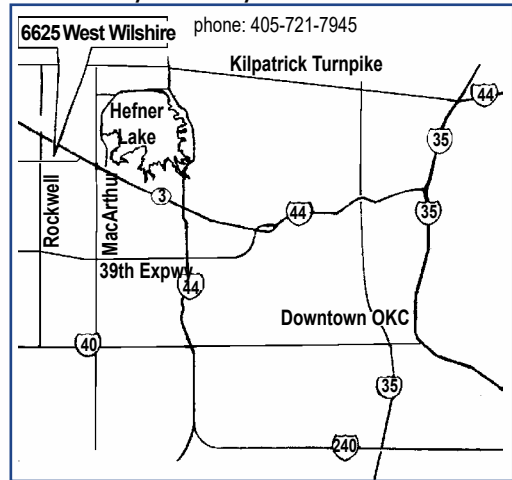 6625 West Wilshire
phone: 405-721-7945
Kilpatrick Turnpike
44
Hefner
Lake
35
Rockwell
MacArthur
3
44
35
39th Expwy
44
Downtown OKC
40
35
240